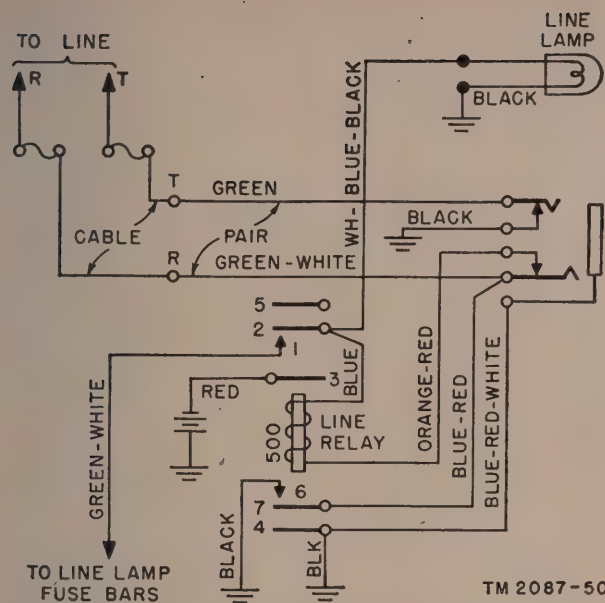 TO LINE
R
T
LINE
LAMP
BLACK
WH-BLUE-BLACK
T
GREEN
BLACK
CABLE
PAIR
R
GREEN-WHITE
5
2
1
BLUE
3
RED
500
LINE
RELAY
ORANGE-RED
BLUE-RED
BLUE-RED-WHITE
GREEN-WHITE
6
7
4
BLACK
BLK
TO LINE LAMP
FUSE BARS
TM 2087-50